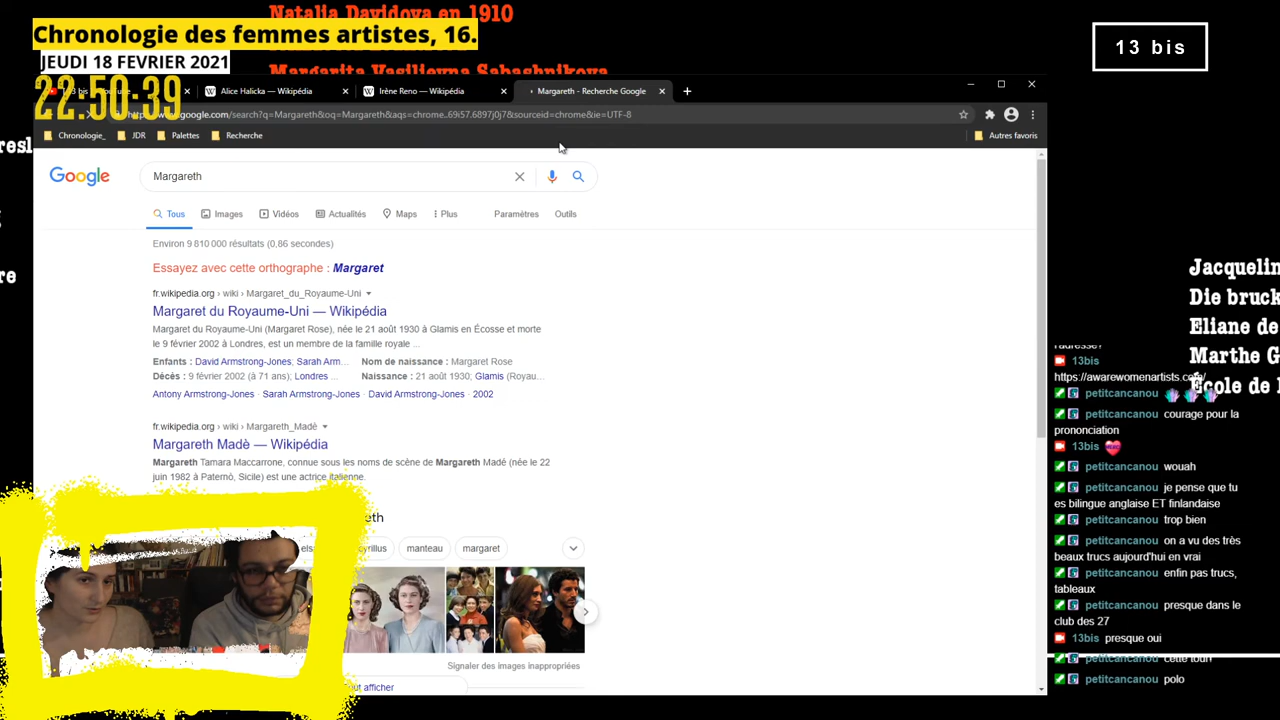 Natalia Davidova en 1910
Chronologie des femmes artistes, 16.
JEUDI 18 FEVRIER 2021
Margarita Vasilievna Sabashnikova
22:50:39
13 bis
Alice Halicka — Wikipédia
Irène Reno — Wikipédia
Margareth - Recherche Google
google.com/search?q=Margareth&oq=Margareth&aqs=chrome..69i57.6897j0j7&sourceid=chrome&ie=UTF-8
Chronologie_
JDR
Palettes
Recherche
Autres favoris
Google
Margareth
Tous
Images
Vidéos
Actualités
Maps
Plus
Paramètres
Outils
Environ 9 810 000 résultats (0,86 secondes)
Essayez avec cette orthographe : Margaret
fr.wikipedia.org › wiki › Margaret_du_Royaume-Uni
Margaret du Royaume-Uni — Wikipédia
Margaret du Royaume-Uni (Margaret Rose), née le 21 août 1930 à Glamis en Écosse et morte
le 9 février 2002 à Londres, est un membre de la famille royale ...
Enfants : David Armstrong-Jones; Sarah Arm... Nom de naissance : Margaret Rose
Décès : 9 février 2002 (à 71 ans); Londres ... Naissance : 21 août 1930; Glamis (Royau...
Antony Armstrong-Jones · Sarah Armstrong-Jones · David Armstrong-Jones · 2002
fr.wikipedia.org › wiki › Margareth_Madè
Margareth Madè — Wikipédia
Margareth Tamara Maccarrone, connue sous les noms de scène de Margareth Madé (née le 22
juin 1982 à Paternò, Sicile) est une actrice italienne.
eth
manteau
margaret
Signaler des images inappropriées
afficher
Jacquelin
Die bruck
Eliane de
Marthe G
École de
l'adresse?
13bis
https://awarewomenartists.com/
petitcancanou
petitcancanou courage pour la
prononciation
13bis
petitcancanou wouah
petitcancanou je pense que tu
es bilingue anglaise ET finlandaise
petitcancanou trop bien
petitcancanou on a vu des très
beaux trucs aujourd'hui en vrai
petitcancanou enfin pas trucs,
tableaux
petitcancanou presque dans le
club des 27
13bis presque oui
petitcancanou cette touff
petitcancanou polo